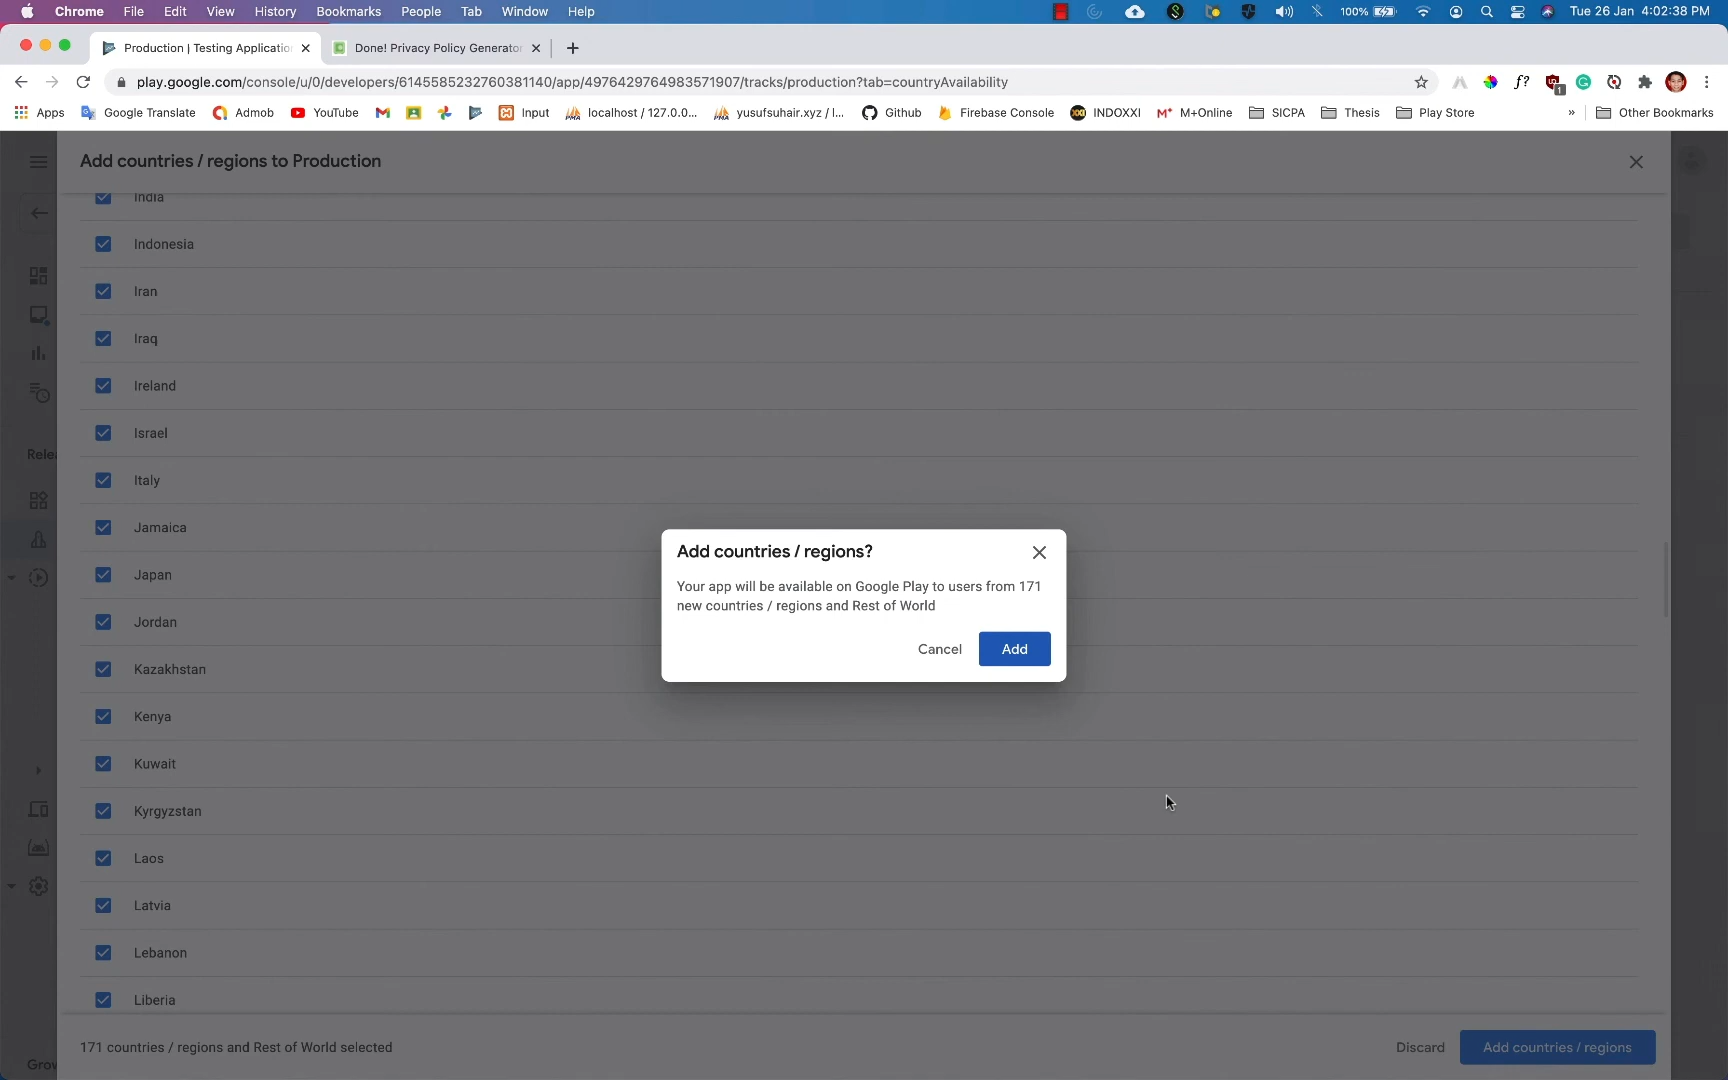 Chrome File Edit View History Bookmarks People Tab Window Help 100% Tue 26 Jan 4:02:38 PM
Production | Testing Applicatio Done! Privacy Policy Generator
play.google.com/console/u/0/developers/6145585232760381140/app/4976429764983571907/tracks/production?tab=countryAvailability
Apps Google Translate Admob YouTube Input localhost / 127.0.0... yusufsuhair.xyz / l... Github Firebase Console INDOXXI M+Online SICPA Thesis Play Store » Other Bookmarks
Add countries / regions to Production
India
Indonesia
Iran
Iraq
Ireland
Israel
Relea
Italy
Jamaica
Japan
Jordan
Kazakhstan
Kenya
Kuwait
Kyrgyzstan
Laos
Latvia
Lebanon
Liberia
Add countries / regions?
Your app will be available on Google Play to users from 171
new countries / regions and Rest of World
Cancel Add
171 countries / regions and Rest of World selected
Discard Add countries / regions
Grow